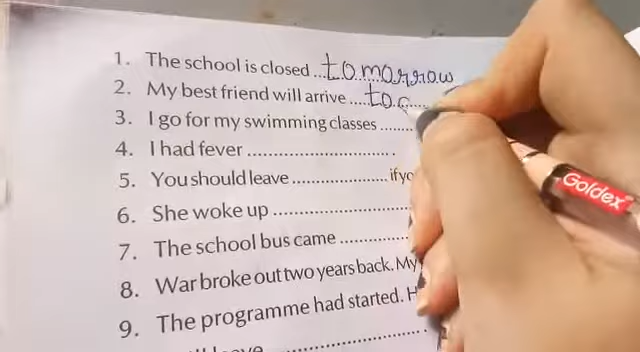 1. The school is closed ...tomorrow
2. My best friend will arrive ....to
3. I go for my swimming classes ........
4. I had fever ................................ .
5. You should leave ..................... if
6. She woke up ..............................
7. The school bus came ................
8. War broke out two years back. My
9. The programme had started.
Goldex